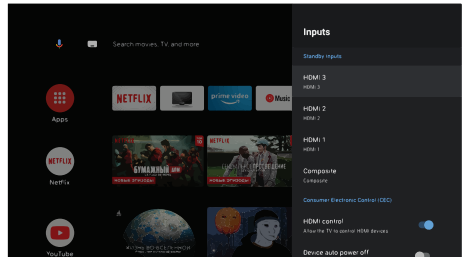 Inputs
Search movies, TV, and more
Standby inputs
HDMI 3
HDMI 3
NETFLIX
prime video
Music
HDMI 2
HDMI 2
Apps
HDMI 1
HDMI 1
NETFLIX
NETFLIX
БУМАЖНЫЙ
НОВЫЕ ЭПИЗОДЫ
НОВЫЕ ЭПИЗОДЫ
Netflix
Composite
Composite
Consumer Electronic Control (CEC)
HDMI control
Allow the TV to control HDMI devices
YouTube
Device auto power off